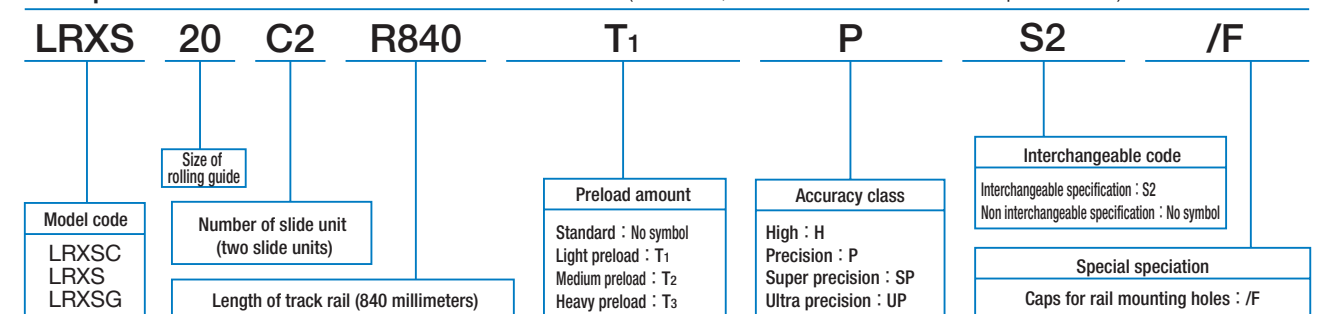 LRXS 20 C2 R840 T1 P S2 /F
Size of
rolling guide
Interchangeable code
Interchangeable specification : S2
Non interchangeable specification : No symbol
Model code
LRXSC
LRXS
LRXSG
Number of slide unit
(two slide units)
Length of track rail (840 millimeters)
Preload amount
Standard : No symbol
Light preload : T1
Medium preload : T2
Heavy preload : T3
Accuracy class
High : H
Precision : P
Super precision : SP
Ultra precision : UP
Special speciation
Caps for rail mounting holes : /F